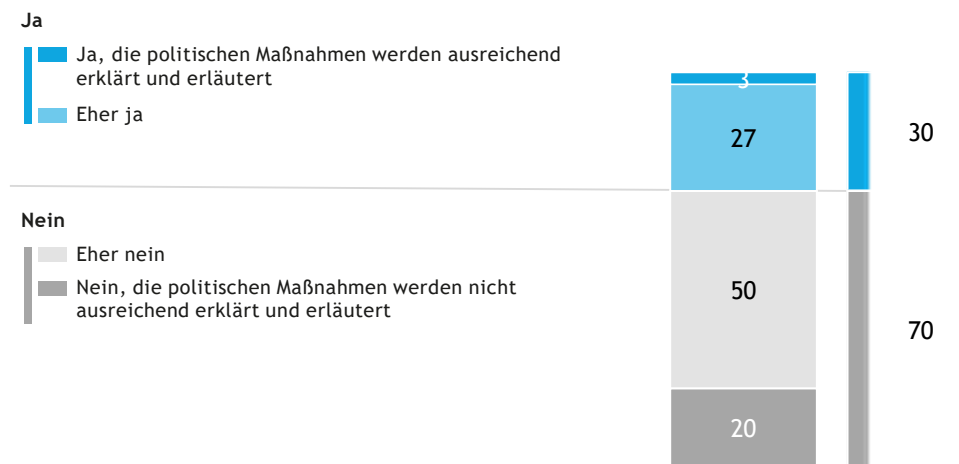 Ja
Ja, die politischen Maßnahmen werden ausreichend
erklärt und erläutert
Eher ja
3
27
30
Nein
Eher nein
Nein, die politischen Maßnahmen werden nicht
ausreichend erklärt und erläutert
50
70
20